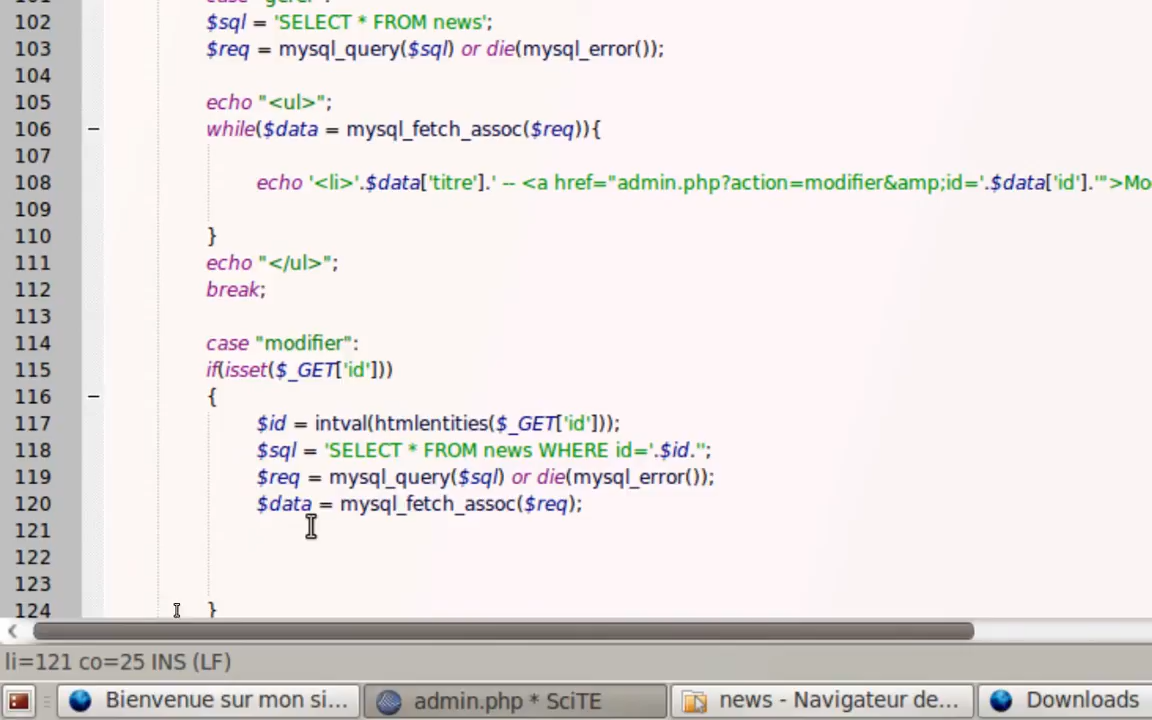 case "gerer":
102 $sql = 'SELECT * FROM news';
103 $req = mysql_query($sql) or die(mysql_error());
104
105 echo "<ul>";
106 while($data = mysql_fetch_assoc($req)){
107
108 echo '<li>'.$data['titre'].' -- <a href="admin.php?action=modifier&amp;id='.$data['id'].'">Mo
109
110 }
111 echo "</ul>";
112 break;
113
114 case "modifier":
115 if(isset($_GET['id']))
116 {
117 $id = intval(htmlentities($_GET['id']));
118 $sql = 'SELECT * FROM news WHERE id='.$id.'';
119 $req = mysql_query($sql) or die(mysql_error());
120 $data = mysql_fetch_assoc($req);
121
122
123
124 }
li=121 co=25 INS (LF)
Bienvenue sur mon si... admin.php * SciTE news - Navigateur de... Downloads